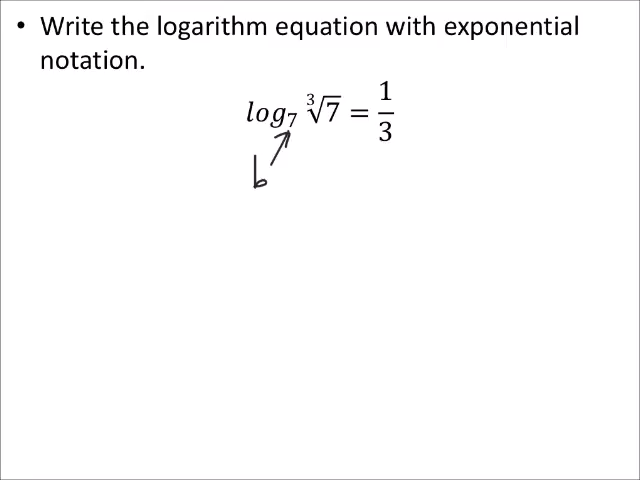 • Write the logarithm equation with exponential
notation.
log₇ ∛7 = 1/3
b